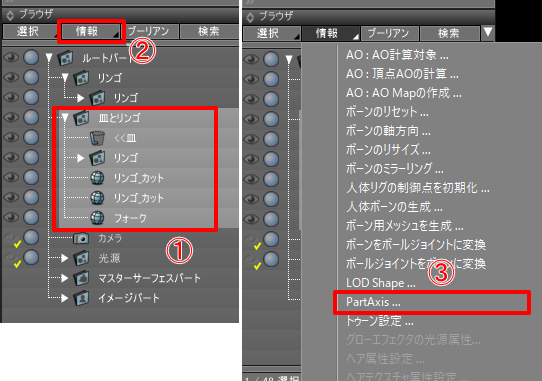 ブラウザ
選択
情報
ブーリアン
検索
②
ルートパート
リンゴ
リンゴ
皿とリンゴ
<<皿
リンゴ
リンゴ_カット
リンゴ_カット
フォーク
①
カメラ
光源
マスターサーフェスパート
イメージパート
ブラウザ
選択
情報
ブーリアン
検索
AO : AO計算対象 ...
AO : 頂点AOの計算 ...
AO : AO Mapの作成 ...
ボーンのリセット ...
ボーンの軸方向 ...
ボーンのリサイズ ...
ボーンのミラーリング ...
人体リグの制御点を初期化 ...
人体ボーンの生成 ...
ボーン用メッシュを生成 ...
ボーンをボールジョイントに変換
ボールジョイントをボーンに変換
③
LOD Shape ...
PartAxis ...
トゥーン設定 ...
グローエフェクタの光源属性...
ヘア属性設定 ...
ヘアテクスチャ属性設定 ...
1 / 48 選択